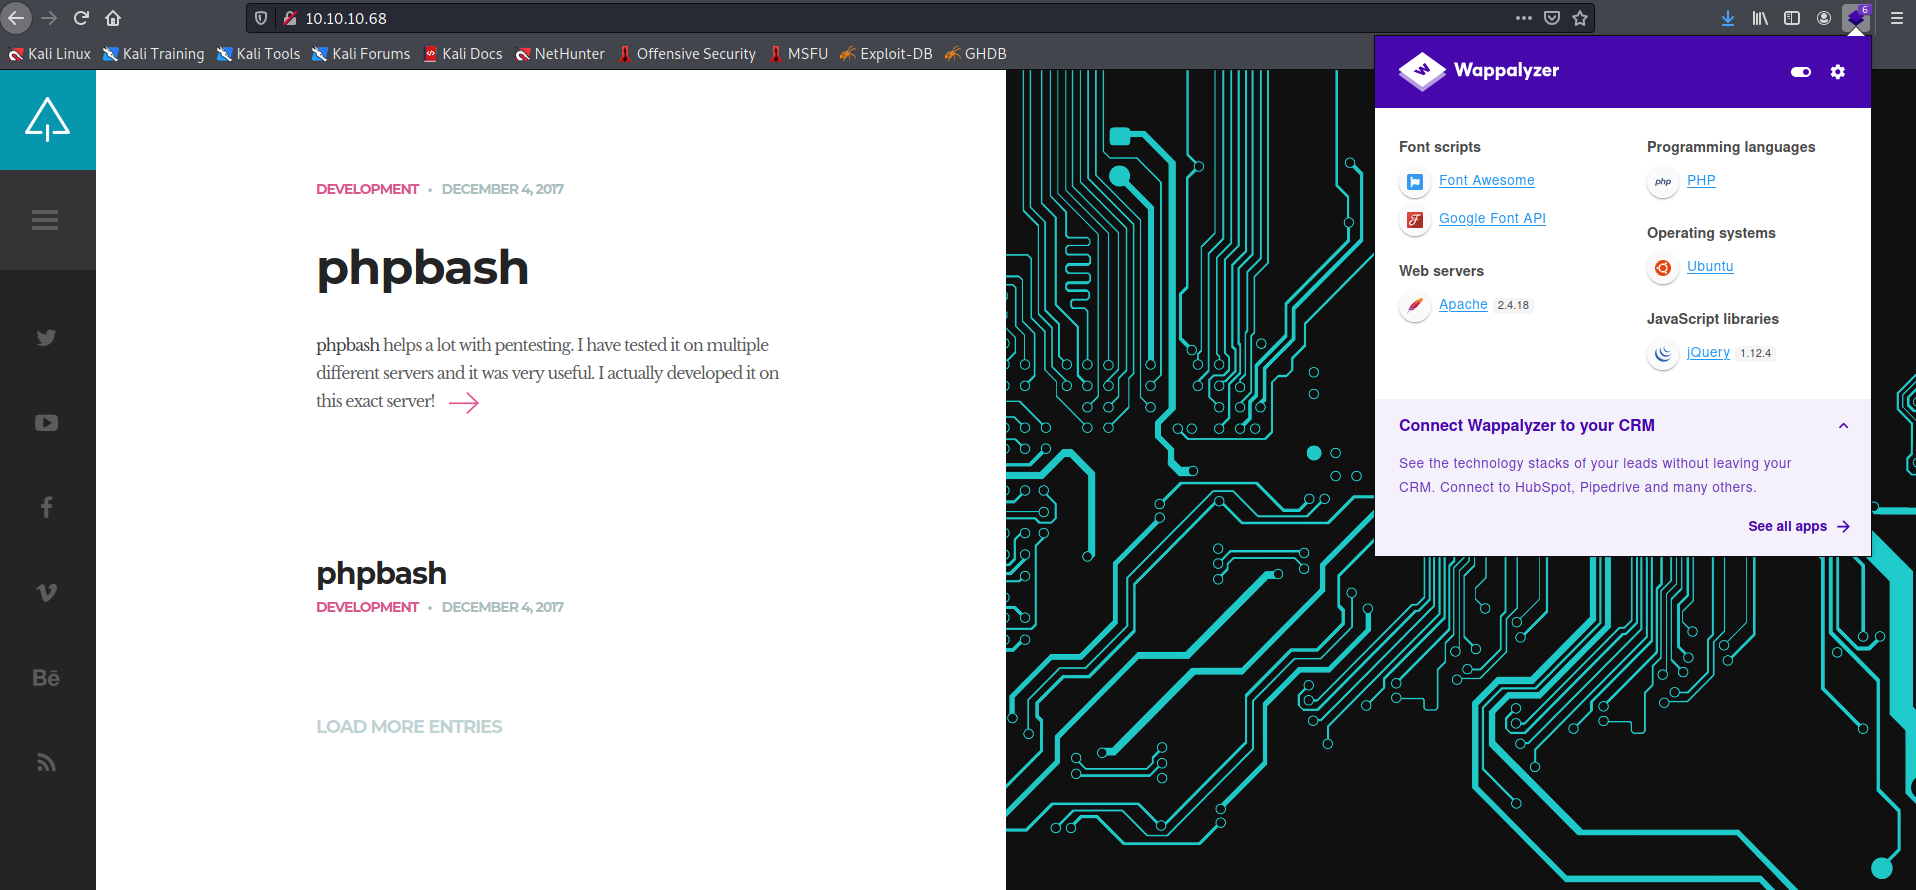 10.10.10.68
6
Kali Linux
Kali Training
Kali Tools
Kali Forums
Kali Docs
NetHunter
Offensive Security
MSFU
Exploit-DB
GHDB
DEVELOPMENT • DECEMBER 4, 2017
phpbash
phpbash helps a lot with pentesting. I have tested it on multiple
different servers and it was very useful. I actually developed it on
this exact server!
phpbash
DEVELOPMENT • DECEMBER 4, 2017
LOAD MORE ENTRIES
Bē
W
Wappalyzer
Font scripts
Font Awesome
Google Font API
Web servers
Apache 2.4.18
Programming languages
php PHP
Operating systems
Ubuntu
JavaScript libraries
jQuery 1.12.4
Connect Wappalyzer to your CRM
See the technology stacks of your leads without leaving your
CRM. Connect to HubSpot, Pipedrive and many others.
See all apps